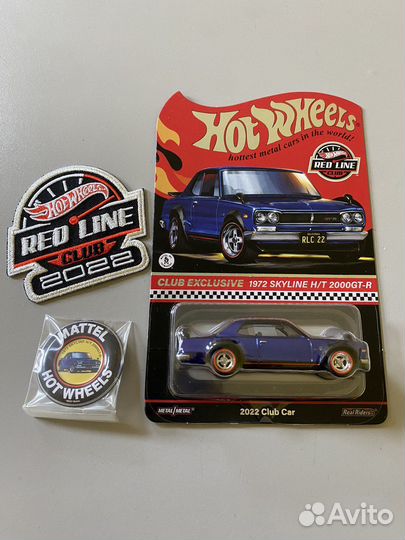 HOT WHEELS
RED LINE
CLUB
2022
MATTEL
HOT WHEELS
Hot Wheels
hottest metal cars in the world!
RED LINE
CLUB
RLC 22
CLUB EXCLUSIVE 1972 SKYLINE H/T 2000GT-R
METAL/METAL
2022 Club Car
Real Riders
Avito